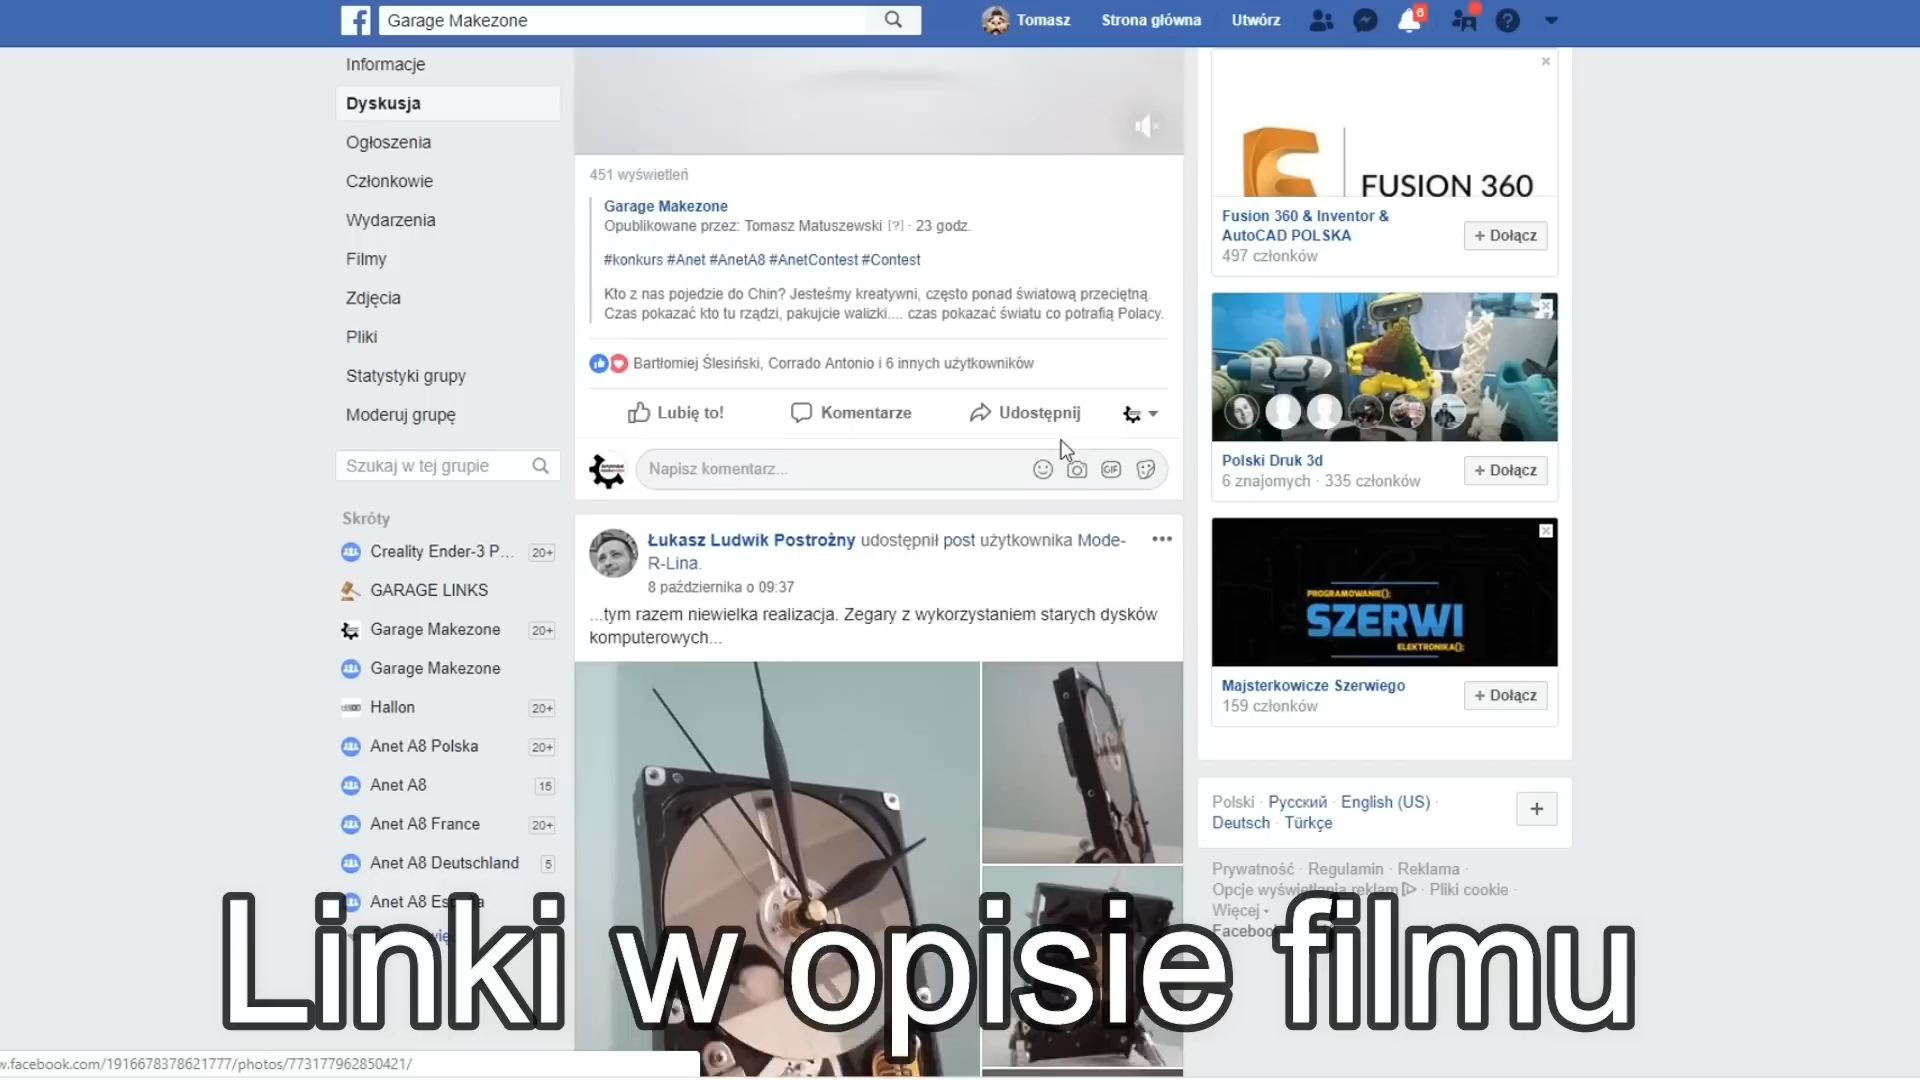 Garage Makezone
Tomasz
Strona główna
Utwórz
6
Informacje
Dyskusja
Ogłoszenia
Członkowie
Wydarzenia
Filmy
Zdjęcia
Pliki
Statystyki grupy
Moderuj grupę
Szukaj w tej grupie
Skróty
Creality Ender-3 P... 20+
GARAGE LINKS
Garage Makezone 20+
Garage Makezone
Hallon 20+
Anet A8 Polska 20+
Anet A8 15
Anet A8 France 20+
Anet A8 Deutschland 5
451 wyświetleń
Garage Makezone
Opublikowane przez: Tomasz Matuszewski [?] · 23 godz.
#konkurs #Anet #AnetA8 #AnetContest #Contest
Kto z nas pojedzie do Chin? Jesteśmy kreatywni, często ponad światową przeciętną.
Czas pokazać kto tu rządzi, pakujcie walizki.... czas pokazać światu co potrafią Polacy.
Bartłomiej Ślesiński, Corrado Antonio i 6 innych użytkowników
Lubię to!
Komentarze
Udostępnij
Napisz komentarz...
GIF
Łukasz Ludwik Postrożny udostępnił post użytkownika Mode-
R-Lina.
8 października o 09:37
...tym razem niewielka realizacja. Zegary z wykorzystaniem starych dysków
komputerowych...
FUSION 360
Fusion 360 & Inventor &
AutoCAD POLSKA
497 członków
+ Dołącz
Polski Druk 3d
6 znajomych · 335 członków
+ Dołącz
PROGRAMOWANIE();
SZERWI
ELEKTRONIKA();
Majsterkowicze Szerwiego
159 członków
+ Dołącz
Polski · Русский · English (US) ·
Deutsch · Türkçe
Prywatność · Regulamin · Reklama ·
Opcje wyświetlania reklam · Pliki cookie ·
Więcej
Linki w opisie filmu
w.facebook.com/1916678378621777/photos/773177962850421/